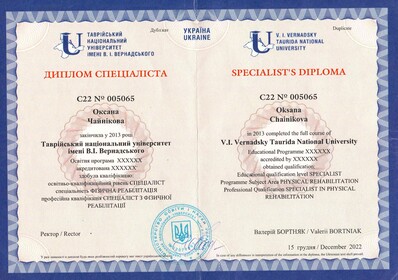 ТАВРІЙСЬКИЙ
НАЦІОНАЛЬНИЙ
УНІВЕРСИТЕТ
ІМЕНІ В. І. ВЕРНАДСЬКОГО
Дублікат
УКРАЇНА
UKRAINE
V. I. VERNADSKY
TAURIDA NATIONAL
UNIVERSITY
ДИПЛОМ СПЕЦІАЛІСТА
С22 № 005065
Оксана
Чайнікова
закінчила у 2013 році
Таврійський національний університет
імені В.І. Вернадського
Освітня програма XXXXXX
акредитована XXXXXX
здобула кваліфікацію:
освітньо-кваліфікаційний рівень СПЕЦІАЛІСТ
спеціальність ФІЗИЧНА РЕАБІЛІТАЦІЯ
професійна кваліфікація СПЕЦІАЛІСТ З ФІЗИЧНОЇ
РЕАБІЛІТАЦІЇ
SPECIALIST'S DIPLOMA
C22 № 005065
Oksana
Chainikova
in 2013 completed the full course of
V.I. Vernadsky Taurida National University
Educational Programme XXXXXX
accredited by XXXXXX
obtained qualification:
Educational qualification level SPECIALIST
Programme Subject Area PHYSICAL REHABILITATION
Professional Qualification SPECIALIST IN PHYSICAL
REHABILITATION
Ректор / Rector
Валерій БОРТНЯК / Valerii BORTNIAK
15 грудня / December 2022